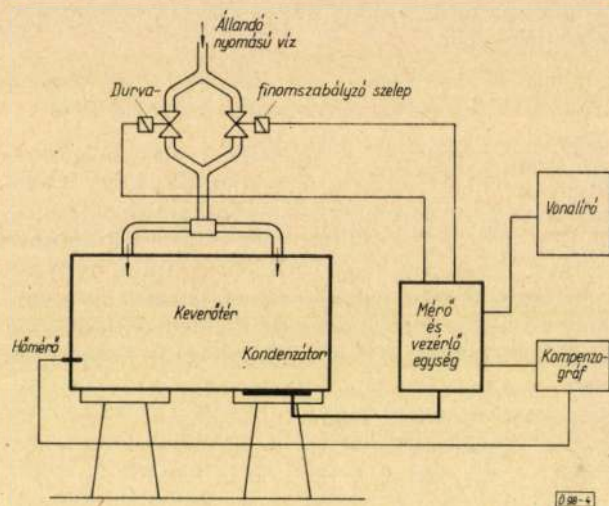 Állandó
nyomású víz
Durva-
finomszabályzó szelep
Vonalíró
Keverőtér
Mérő
és
vezérlő
egység
Hőmérő
Kondenzátor
Kompenzo-
gráf
Ö 98-4